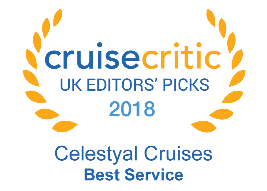 cruisecritic
UK EDITORS' PICKS
2018
Celestyal Cruises
Best Service